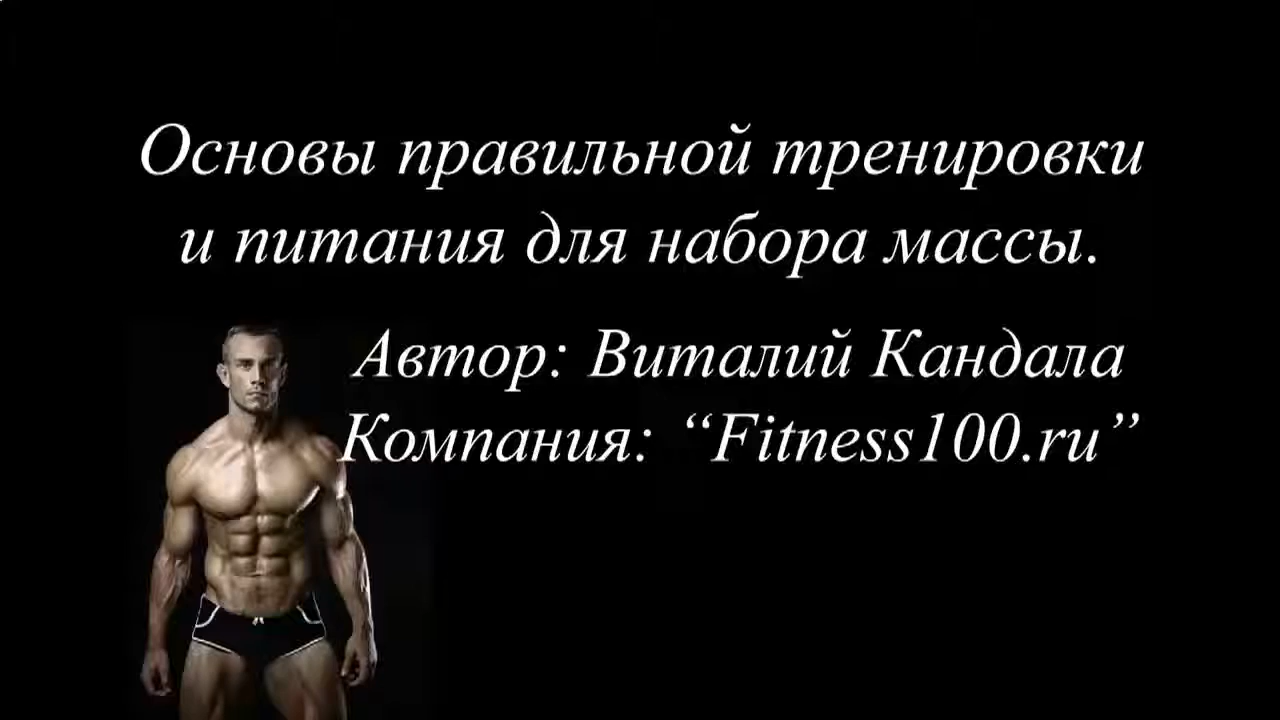 Основы правильной тренировки
и питания для набора массы.
Автор: Виталий Кандала
Компания: “Fitness100.ru”